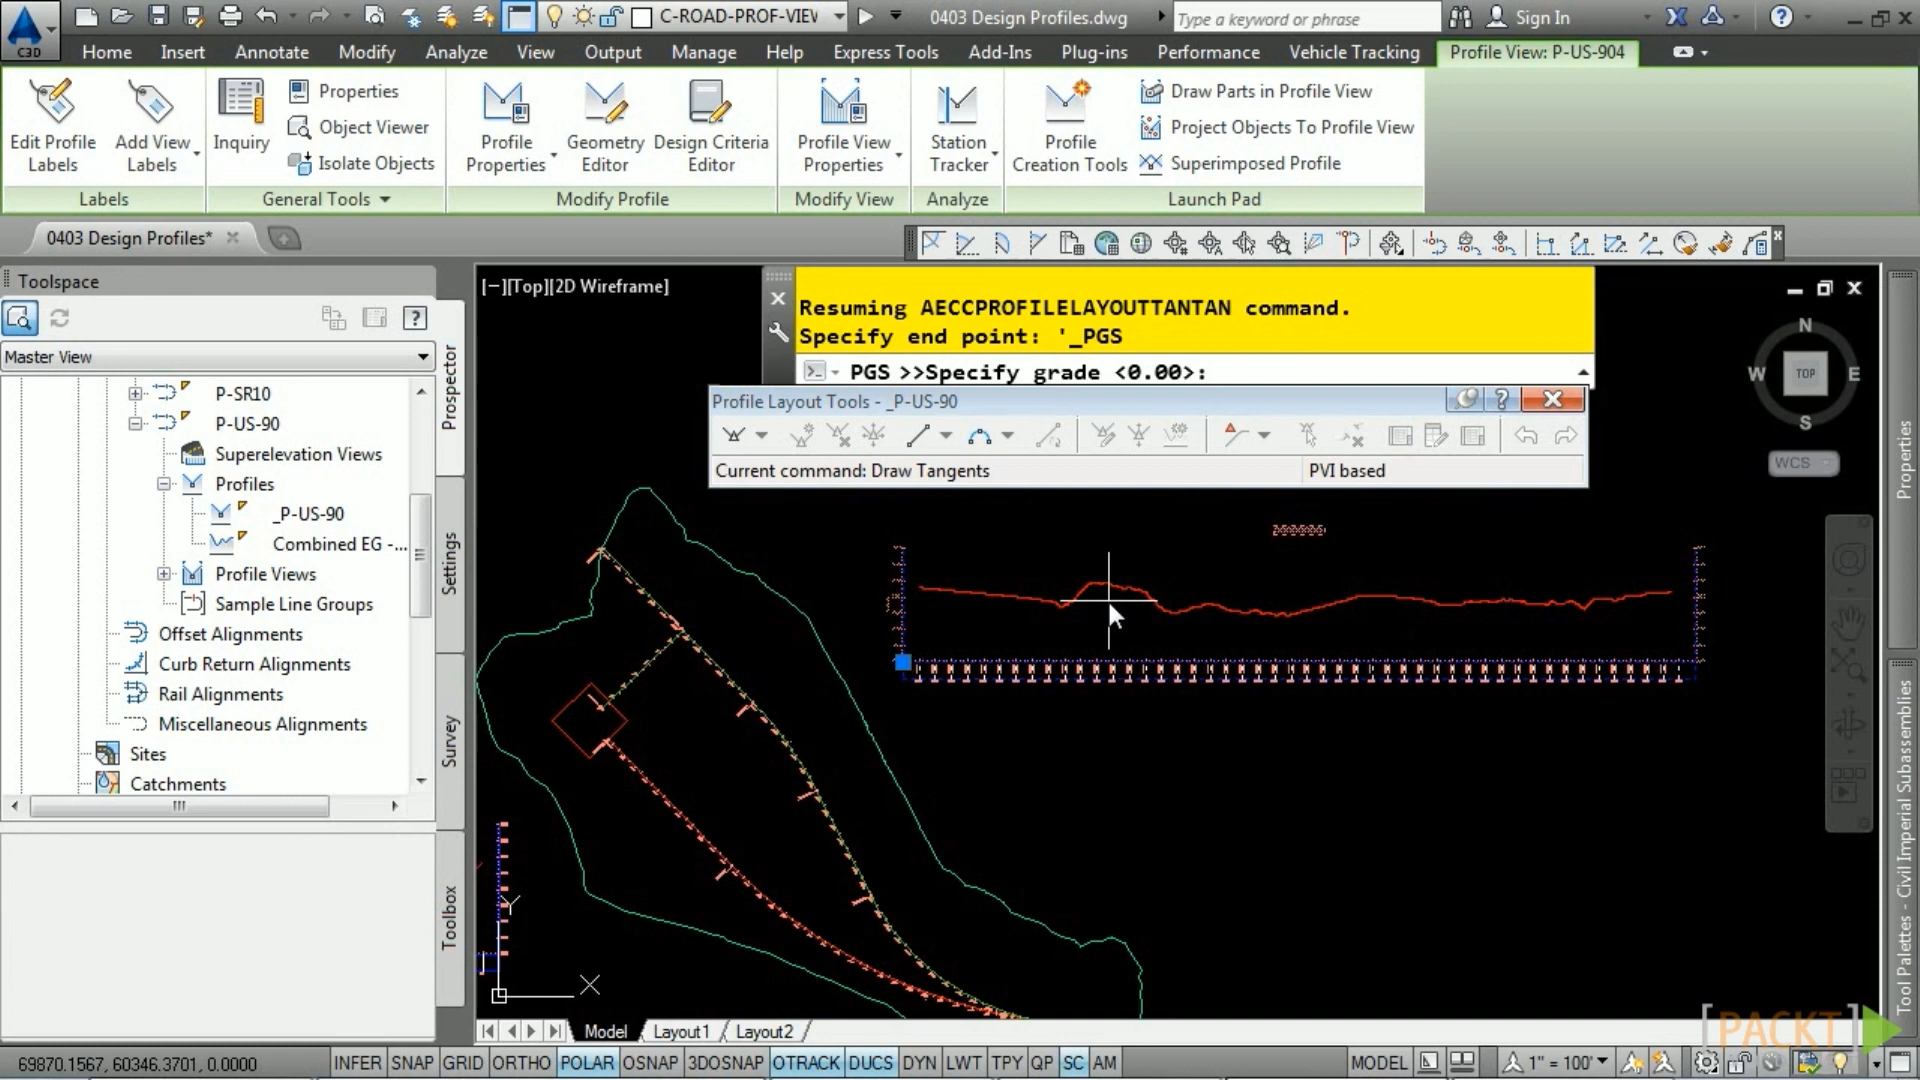 C3D
C-ROAD-PROF-VIEW
0403 Design Profiles.dwg
Type a keyword or phrase
Sign In
Home Insert Annotate Modify Analyze View Output Manage Help Express Tools Add-Ins Plug-ins Performance Vehicle Tracking Profile View: P-US-904
Edit Profile Labels
Add View Labels
Labels
Inquiry
Properties
Object Viewer
Isolate Objects
General Tools
Profile Properties
Geometry Editor
Design Criteria Editor
Modify Profile
Profile View Properties
Modify View
Station Tracker
Analyze
Profile Creation Tools
Draw Parts in Profile View
Project Objects To Profile View
Superimposed Profile
Launch Pad
0403 Design Profiles*
Toolspace
Master View
P-SR10
P-US-90
Superelevation Views
Profiles
_P-US-90
Combined EG -...
Profile Views
Sample Line Groups
Offset Alignments
Curb Return Alignments
Rail Alignments
Miscellaneous Alignments
Sites
Catchments
Prospector
Settings
Survey
Toolbox
[−][Top][2D Wireframe]
Resuming AECCPROFILELAYOUTTANTAN command.
Specify end point: '_PGS
PGS >>Specify grade <0.00>:
Profile Layout Tools - _P-US-90
Current command: Draw Tangents
PVI based
N
W TOP E
S
WCS
Properties
Tool Palettes - Civil Imperial Subassemblies
Y
X
Model Layout1 Layout2
[PACKT]
69870.1567, 60346.3701, 0.0000
INFER SNAP GRID ORTHO POLAR OSNAP 3DOSNAP OTRACK DUCS DYN LWT TPY QP SC AM
MODEL
1" = 100'